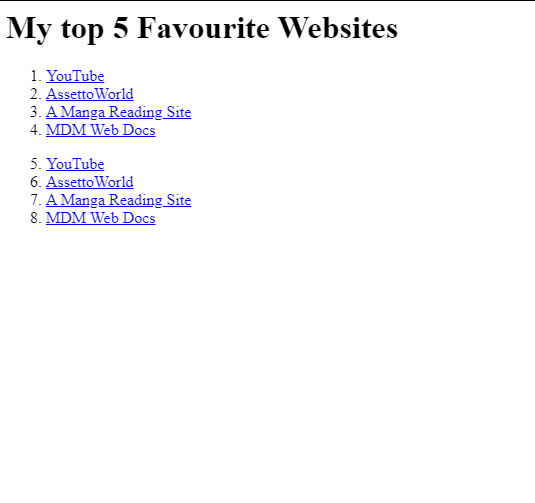 My top 5 Favourite Websites
1. YouTube
2. AssettoWorld
3. A Manga Reading Site
4. MDM Web Docs
5. YouTube
6. AssettoWorld
7. A Manga Reading Site
8. MDM Web Docs